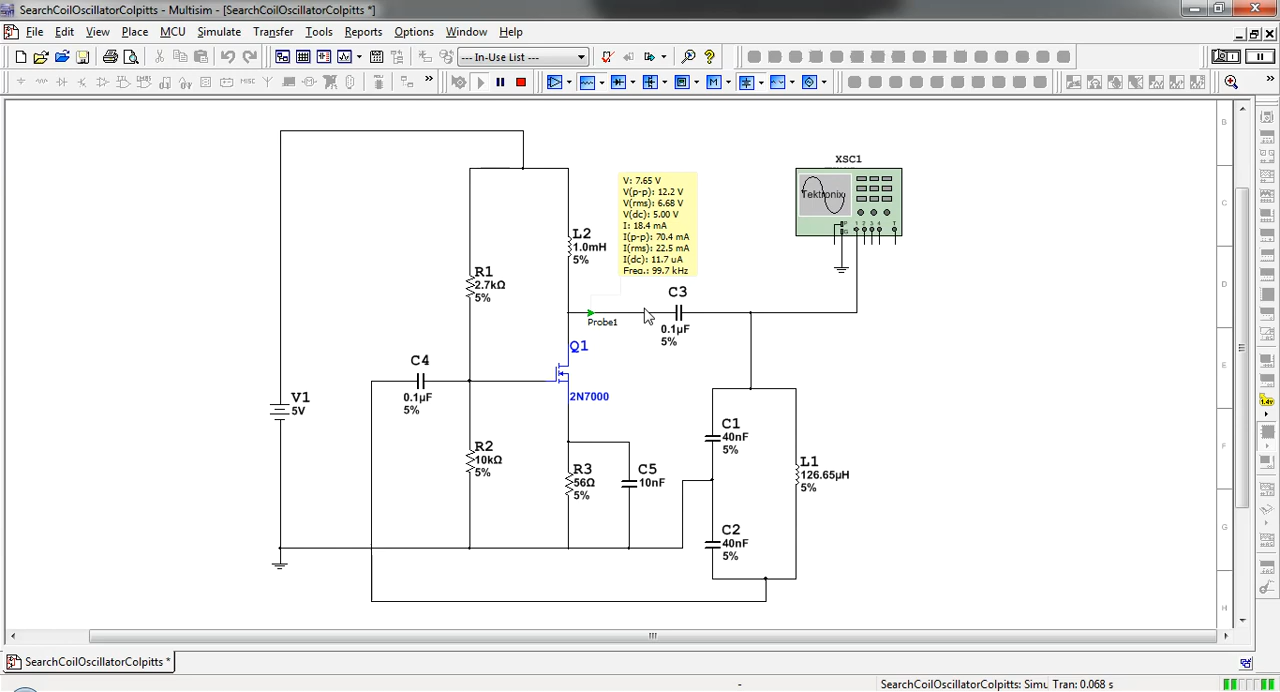 SearchCoilOscillatorColpitts - Multisim - [SearchCoilOscillatorColpitts *]
File Edit View Place MCU Simulate Transfer Tools Reports Options Window Help
--- In-Use List ---
MISC
B
XSC1
Tektronix
V: 7.65 V
V(p-p): 12.2 V
V(rms): 6.68 V
V(dc): 5.00 V
I: 18.4 mA
I(p-p): 70.4 mA
I(rms): 22.5 mA
I(dc): 11.7 uA
Freq.: 99.7 kHz
C
L2
1.0mH
5%
R1
2.7kΩ
5%
D
C3
0.1µF
5%
Probe1
Q1
2N7000
C4
0.1µF
5%
E
V1
5V
1.4v
C1
40nF
5%
F
R2
10kΩ
5%
R3
56Ω
5%
C5
10nF
L1
126.65µH
5%
C2
40nF
5%
G
H
SearchCoilOscillatorColpitts *
-
SearchCoilOscillatorColpitts: Simu Tran: 0.068 s